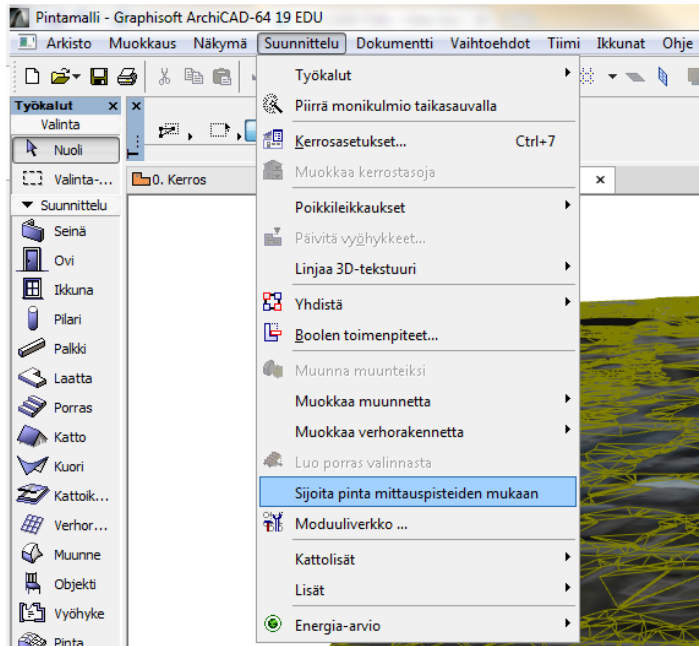 Pintamalli - Graphisoft ArchiCAD-64 19 EDU
Arkisto Muokkaus Näkymä Suunnittelu Dokumentti Vaihtoehdot Tiimi Ikkunat Ohje
Työkalut
Valinta
Nuoli
Valinta-...
Suunnittelu
Seinä
Ovi
Ikkuna
Pilari
Palkki
Laatta
Porras
Katto
Kuori
Kattoik...
Verhor...
Muunne
Objekti
Vyöhyke
Pinta
0. Kerros
Työkalut
Piirrä monikulmio taikasauvalla
Kerrosasetukset... Ctrl+7
Muokkaa kerrostasoja
Poikkileikkaukset
Päivitä vyöhykkeet...
Linjaa 3D-tekstuuri
Yhdistä
Boolen toimenpiteet...
Muunna muunteiksi
Muokkaa muunnetta
Muokkaa verhorakennetta
Luo porras valinnasta
Sijoita pinta mittauspisteiden mukaan
Moduuliverkko ...
Kattolisät
Lisät
Energia-arvio